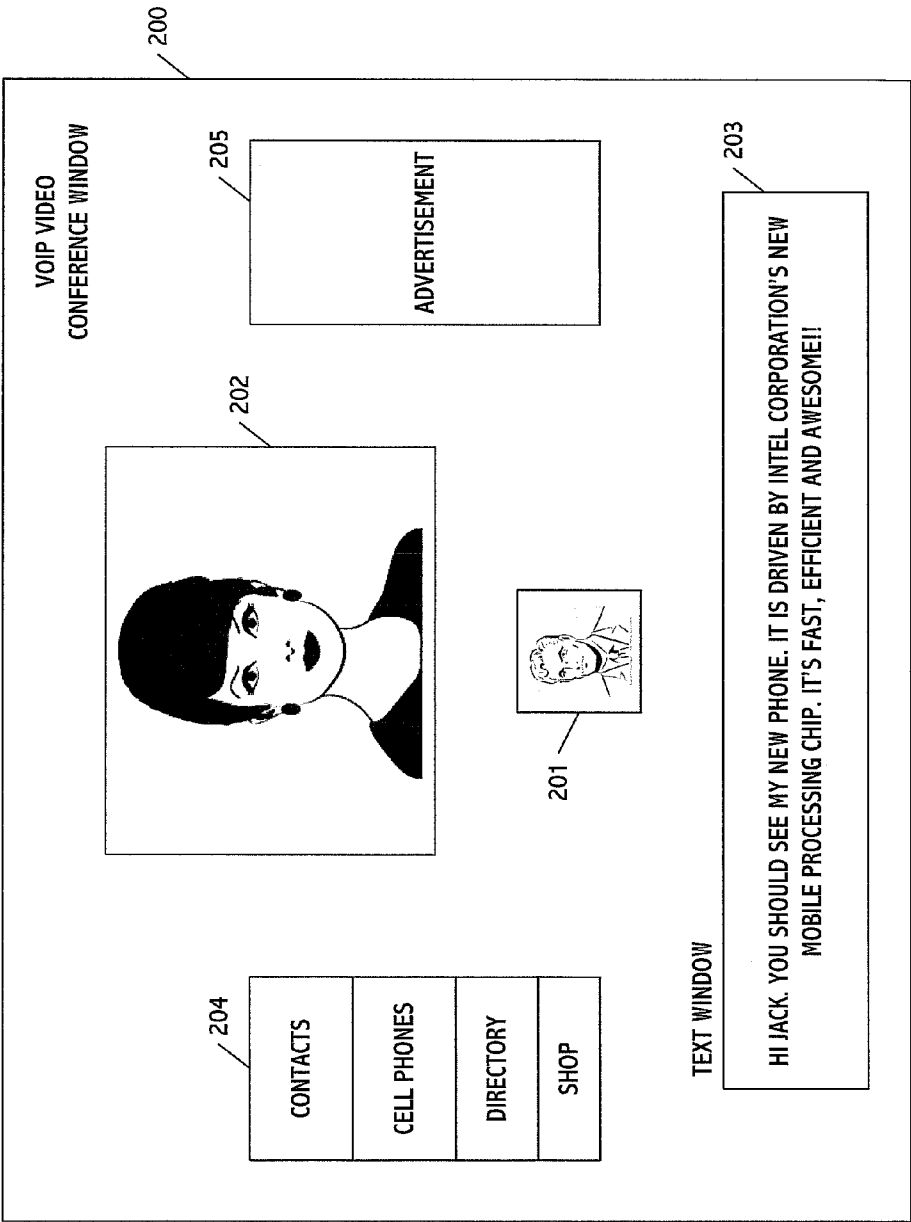 VOIP VIDEO
CONFERENCE WINDOW
200
202
205
ADVERTISEMENT
204
CONTACTS
CELL PHONES
DIRECTORY
SHOP
201
TEXT WINDOW
203
HI JACK. YOU SHOULD SEE MY NEW PHONE. IT IS DRIVEN BY INTEL CORPORATION'S NEW
MOBILE PROCESSING CHIP. IT'S FAST, EFFICIENT AND AWESOME!!